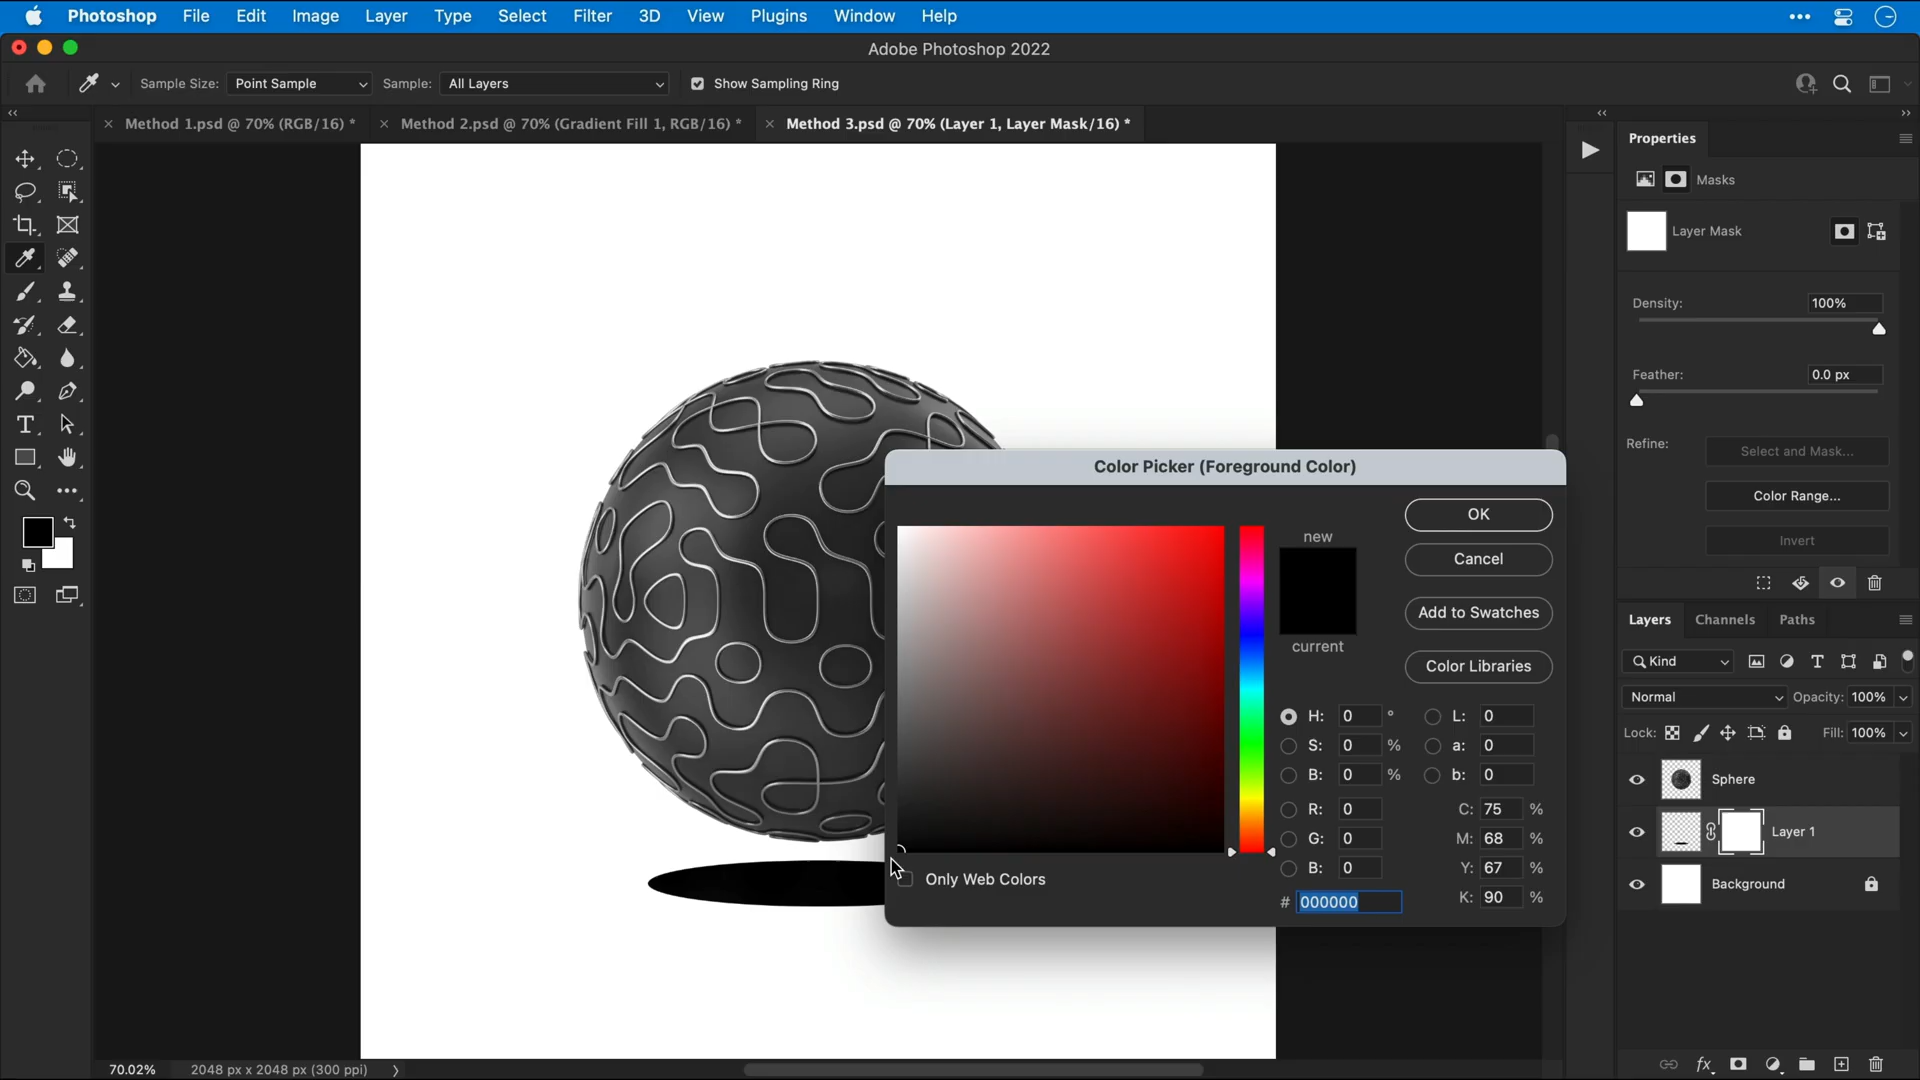 Photoshop File Edit Image Layer Type Select Filter 3D View Plugins Window Help
Adobe Photoshop 2022
Sample Size: Point Sample Sample: All Layers Show Sampling Ring
Method 1.psd @ 70% (RGB/16) * Method 2.psd @ 70% (Gradient Fill 1, RGB/16) * Method 3.psd @ 70% (Layer 1, Layer Mask/16) *
Properties
Masks
Layer Mask
Density: 100%
Feather: 0.0 px
Refine: Select and Mask...
Color Range...
Invert
Color Picker (Foreground Color)
OK
new
Cancel
Add to Swatches
current
Color Libraries
H: 0 ° L: 0
S: 0 % a: 0
B: 0 % b: 0
R: 0 C: 75 %
G: 0 M: 68 %
B: 0 Y: 67 %
# 000000 K: 90 %
Only Web Colors
Layers Channels Paths
Kind
Normal Opacity: 100%
Lock: Fill: 100%
Sphere
Layer 1
Background
70.02% 2048 px x 2048 px (300 ppi)